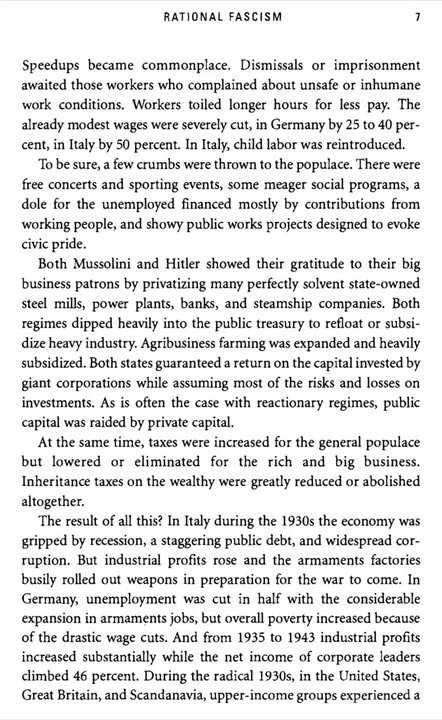 RATIONAL FASCISM 7
Speedups became commonplace. Dismissals or imprisonment
awaited those workers who complained about unsafe or inhumane
work conditions. Workers toiled longer hours for less pay. The
already modest wages were severely cut, in Germany by 25 to 40 per-
cent, in Italy by 50 percent. In Italy, child labor was reintroduced.
To be sure, a few crumbs were thrown to the populace. There were
free concerts and sporting events, some meager social programs, a
dole for the unemployed financed mostly by contributions from
working people, and showy public works projects designed to evoke
civic pride.
Both Mussolini and Hitler showed their gratitude to their big
business patrons by privatizing many perfectly solvent state-owned
steel mills, power plants, banks, and steamship companies. Both
regimes dipped heavily into the public treasury to refloat or subsi-
dize heavy industry. Agribusiness farming was expanded and heavily
subsidized. Both states guaranteed a return on the capital invested by
giant corporations while assuming most of the risks and losses on
investments. As is often the case with reactionary regimes, public
capital was raided by private capital.
At the same time, taxes were increased for the general populace
but lowered or eliminated for the rich and big business.
Inheritance taxes on the wealthy were greatly reduced or abolished
altogether.
The result of all this? In Italy during the 1930s the economy was
gripped by recession, a staggering public debt, and widespread cor-
ruption. But industrial profits rose and the armaments factories
busily rolled out weapons in preparation for the war to come. In
Germany, unemployment was cut in half with the considerable
expansion in armaments jobs, but overall poverty increased because
of the drastic wage cuts. And from 1935 to 1943 industrial profits
increased substantially while the net income of corporate leaders
climbed 46 percent. During the radical 1930s, in the United States,
Great Britain, and Scandanavia, upper-income groups experienced a